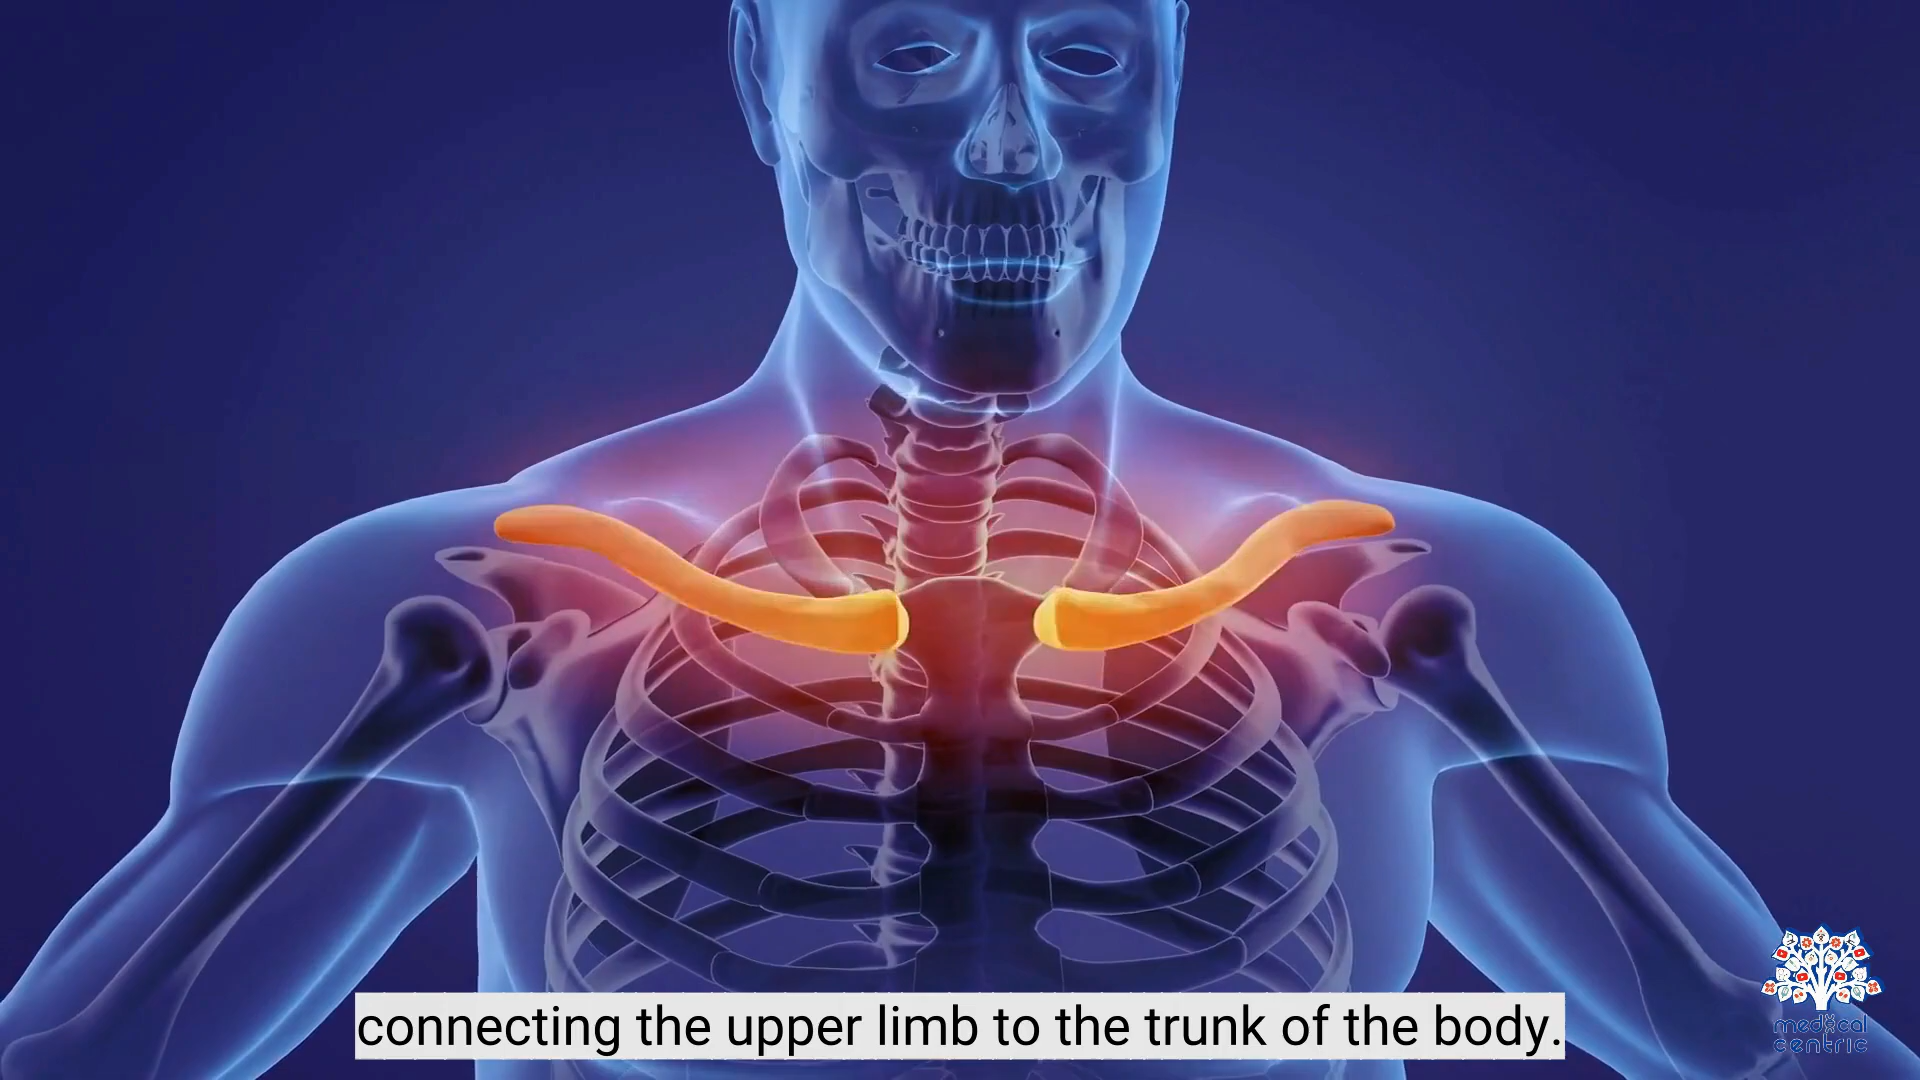 connecting the upper limb to the trunk of the body.
medical
centric